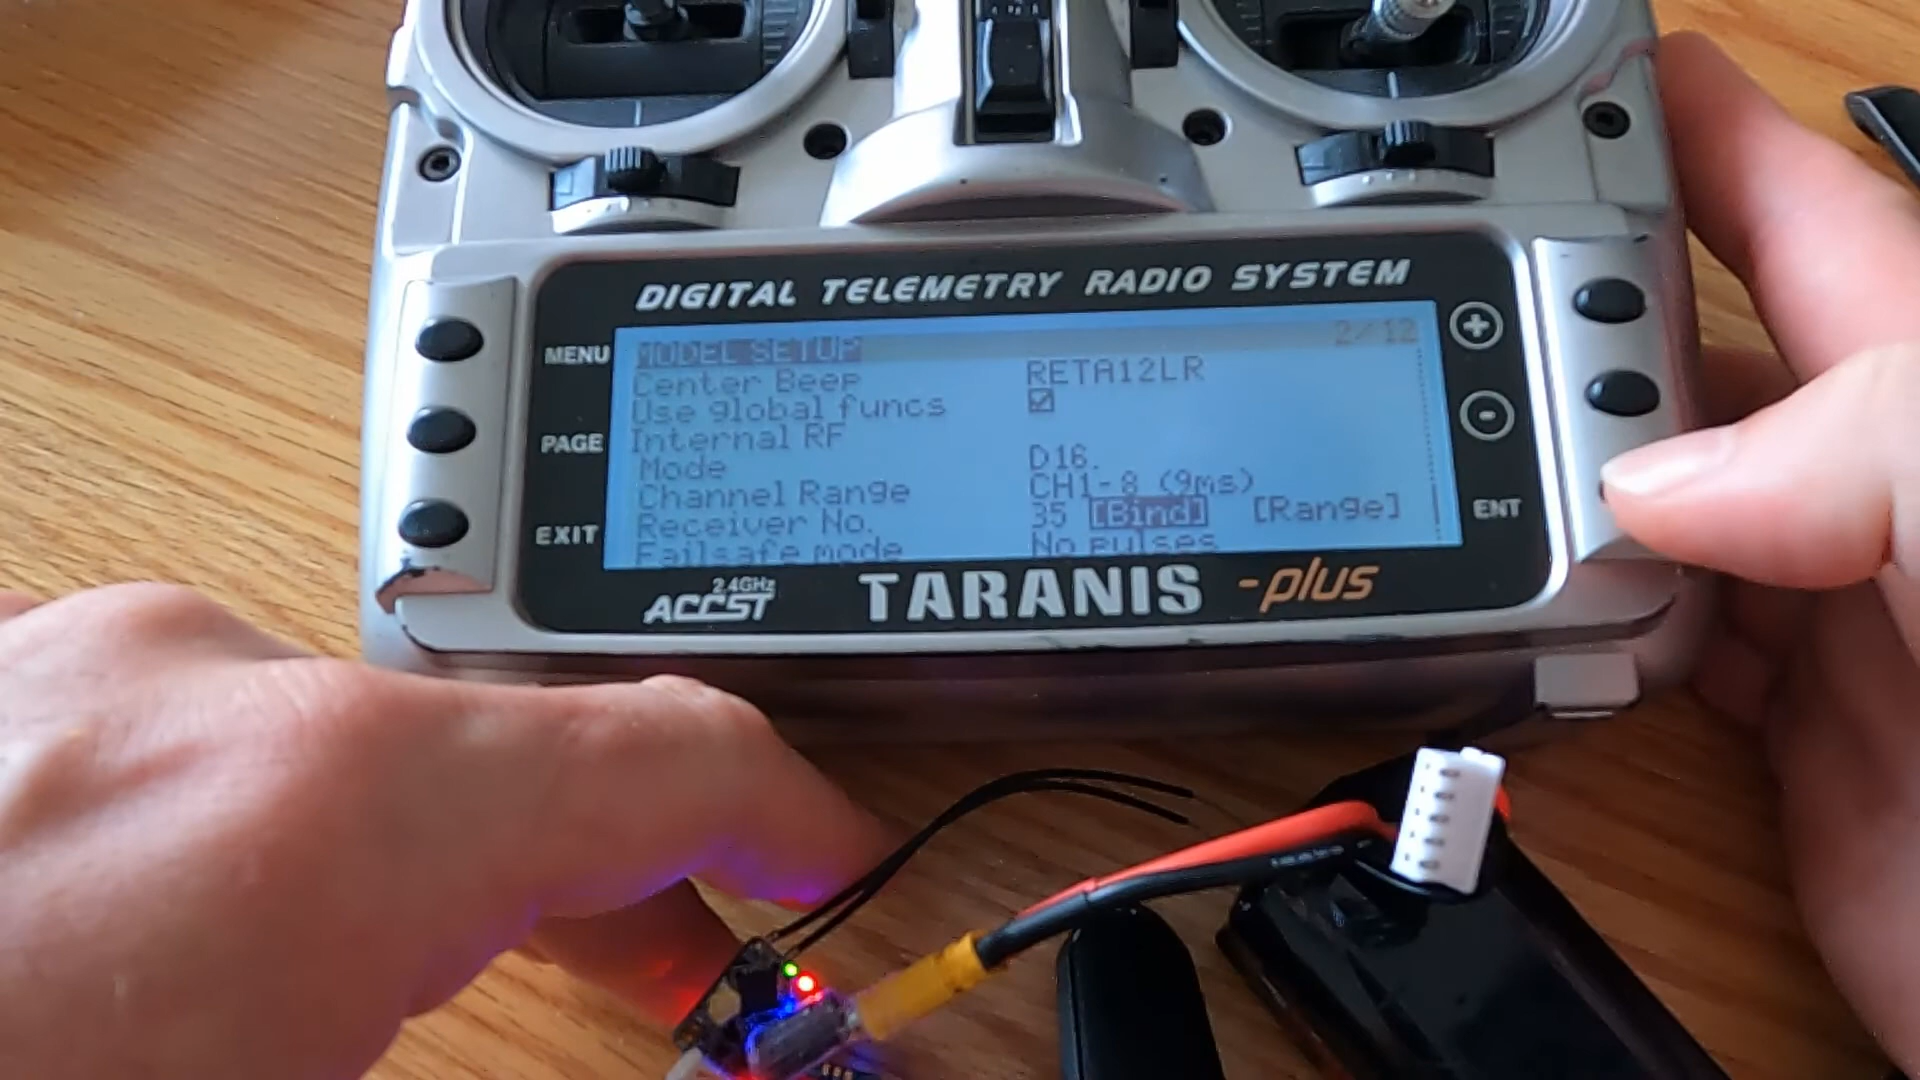 DIGITAL TELEMETRY RADIO SYSTEM
MENU
PAGE
EXIT
MODEL SETUP 2/12
Center Beep RETA12LR
Use global funcs
Internal RF
Mode D16
Channel Range CH1-8 (9ms)
Receiver No. 35 [Bind] [Range]
Failsafe mode No pulses
+
-
ENT
2.4GHz
ACCST
TARANIS -plus